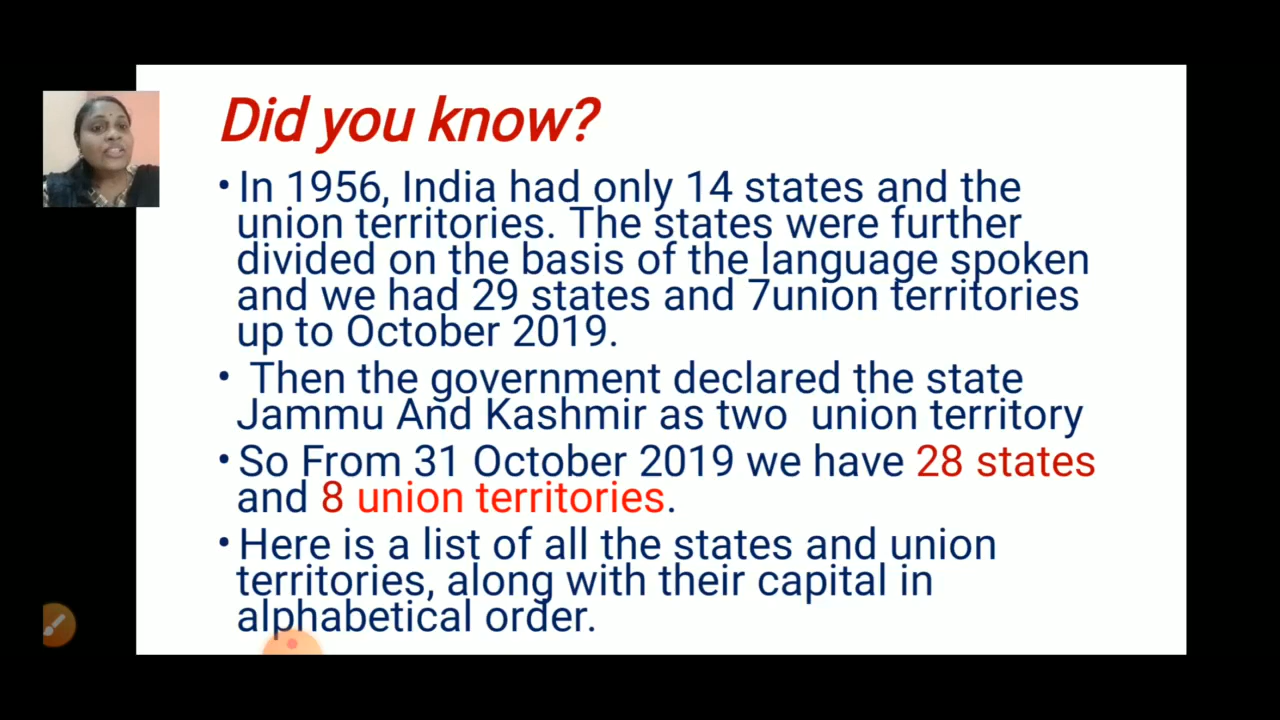 Did you know?
•In 1956, India had only 14 states and the
union territories. The states were further
divided on the basis of the language spoken
and we had 29 states and 7union territories
up to October 2019.
• Then the government declared the state
Jammu And Kashmir as two  union territory
•So From 31 October 2019 we have 28 states
and 8 union territories.
•Here is a list of all the states and union
territories, along with their capital in
alphabetical order.